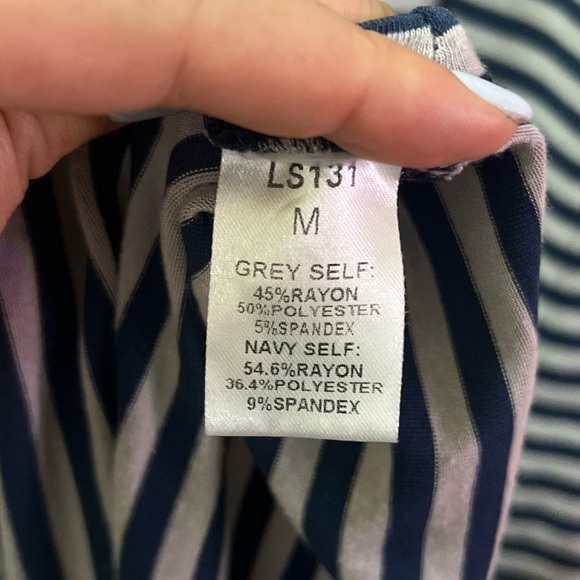 LS131
M
GREY SELF:
45%RAYON
50%POLYESTER
5%SPANDEX
NAVY SELF:
54.6%RAYON
36.4%POLYESTER
9%SPANDEX